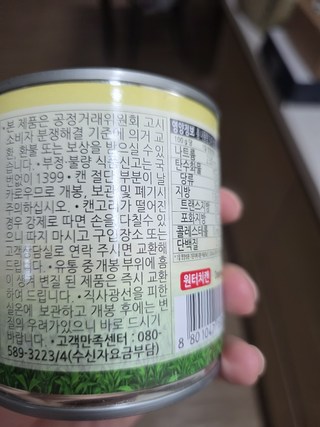 •본 제품은 공정거래위원회 고시
소비자 분쟁해결 기준에 의거 교
환 환불 또는 보상을 받으실 수 있
•부정·불량 식품신고는 국
번없이 1399 •캔 절단 부분이 날
카로우므로 개봉, 보관 및 폐기시
의하십시오. •캔고리가 떨어진
경우 강제로 따면 손을 다칠수 있
으니 따지 마시고 구입 장소 또는
고객상담실로 연락 주시면 교환해
드립니다. •유통 중 개봉부위에 흠
이 생겨 변질 된 제품은 즉시 교환
하여 드립니다. •직사광선을 피한
실온에 보관하고 개봉 후에는 변
질의 우려가있으니 바로 드시기
바랍니다. •고객만족센터 : 080-
589-3223/4(수신자요금부담)
영양정보
100 g당
나트륨
탄수화물
당류
지방
트랜스지방
포화지방
콜레스테롤
단백질
원터치캔
8 801047